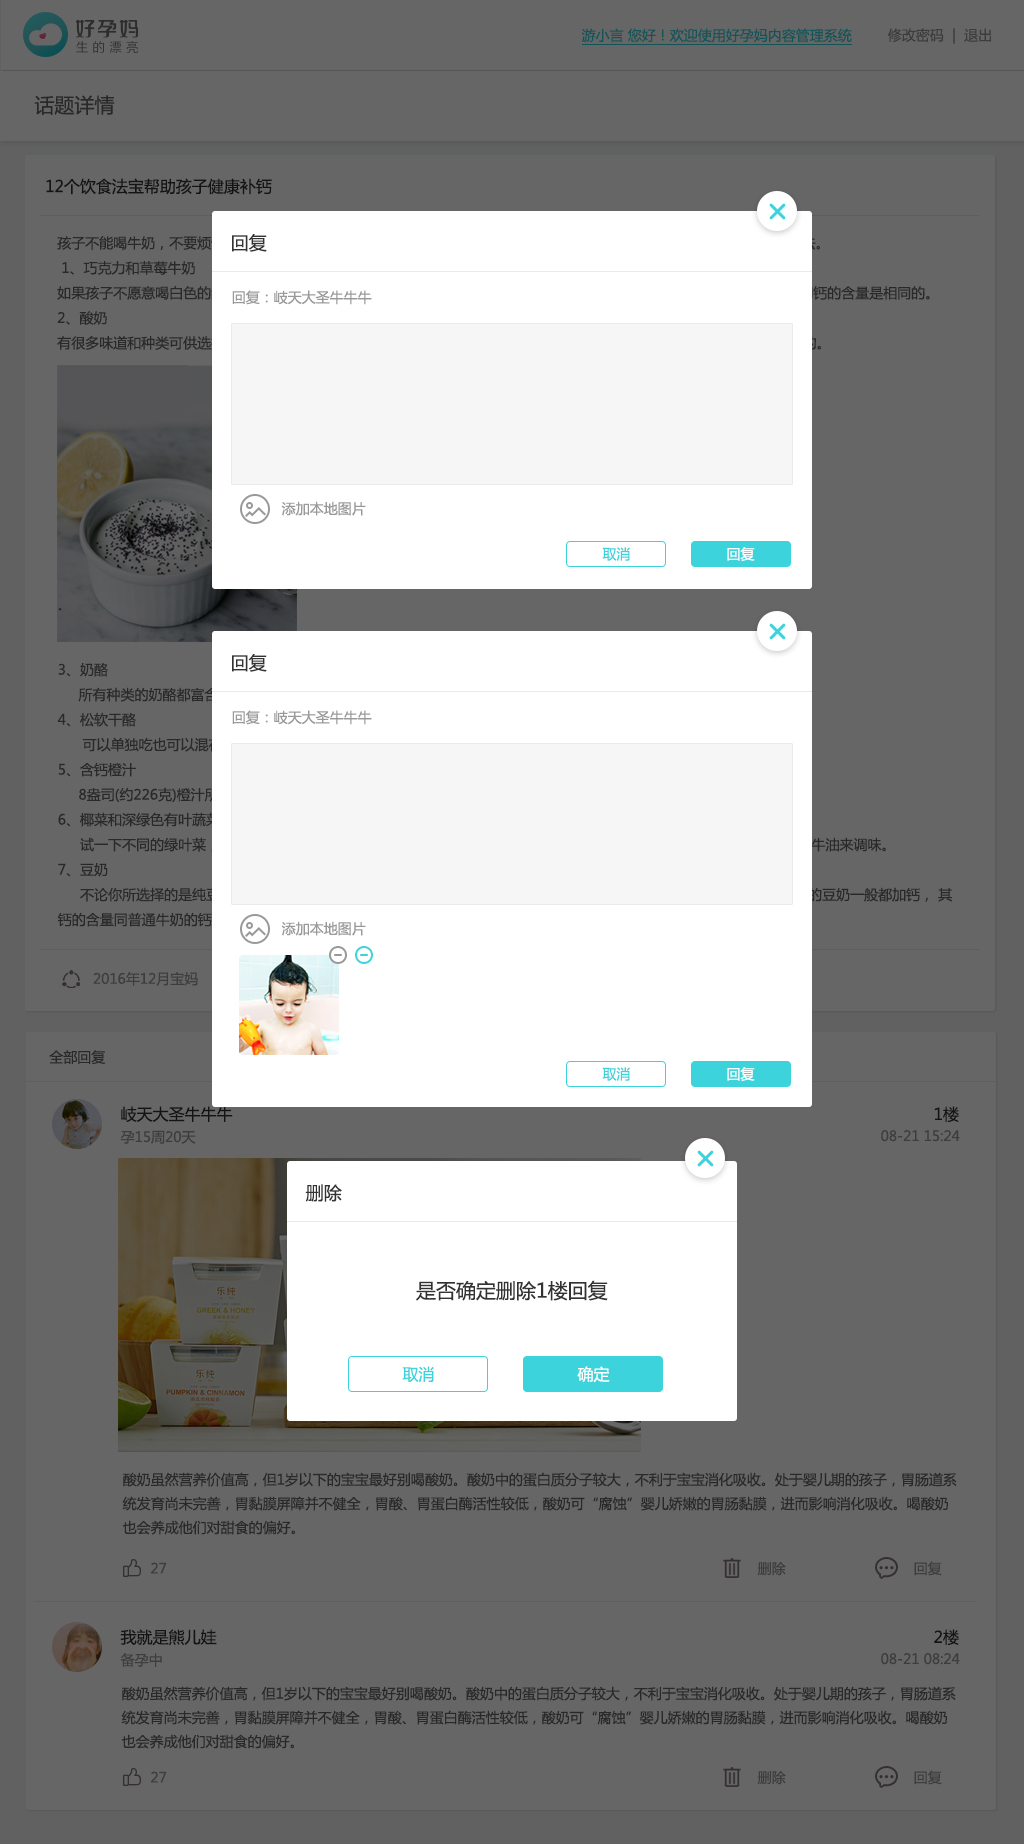 好孕妈
生的漂亮
游小言 您好！欢迎使用好孕妈内容管理系统
修改密码 | 退出
话题详情
12个饮食法宝帮助孩子健康补钙
孩子不能喝牛奶，不要烦
。
1、巧克力和草莓牛奶
如果孩子不愿意喝白色的
钙的含量是相同的。
2、酸奶
有很多味道和种类可供选
。
回复
回复：岐天大圣牛牛牛
添加本地图片
取消
回复
3、奶酪
所有种类的奶酪都富含
4、松软干酪
可以单独吃也可以混
5、含钙橙汁
8盎司(约226克)橙汁
6、椰菜和深绿色有叶蔬菜
试一下不同的绿叶菜
牛油来调味。
7、豆奶
不论你所选择的是纯豆
的豆奶一般都加钙， 其
钙的含量同普通牛奶的钙
2016年12月宝妈
回复
回复：岐天大圣牛牛牛
添加本地图片
取消
回复
全部回复
岐天大圣牛牛牛
1楼
孕15周20天
08-21 15:24
乐纯
GREEK & HONEY
乐纯
PUMPKIN & CINNAMON
删除
是否确定删除1楼回复
取消
确定
酸奶虽然营养价值高，但1岁以下的宝宝最好别喝酸奶。酸奶中的蛋白质分子较大，不利于宝宝消化吸收。处于婴儿期的孩子，胃肠道系
统发育尚未完善，胃黏膜屏障并不健全，胃酸、胃蛋白酶活性较低，酸奶可“腐蚀”婴儿娇嫩的胃肠黏膜，进而影响消化吸收。喝酸奶
也会养成他们对甜食的偏好。
27
删除
回复
我就是熊儿娃
2楼
备孕中
08-21 08:24
酸奶虽然营养价值高，但1岁以下的宝宝最好别喝酸奶。酸奶中的蛋白质分子较大，不利于宝宝消化吸收。处于婴儿期的孩子，胃肠道系
统发育尚未完善，胃黏膜屏障并不健全，胃酸、胃蛋白酶活性较低，酸奶可“腐蚀”婴儿娇嫩的胃肠黏膜，进而影响消化吸收。喝酸奶
也会养成他们对甜食的偏好。
27
删除
回复